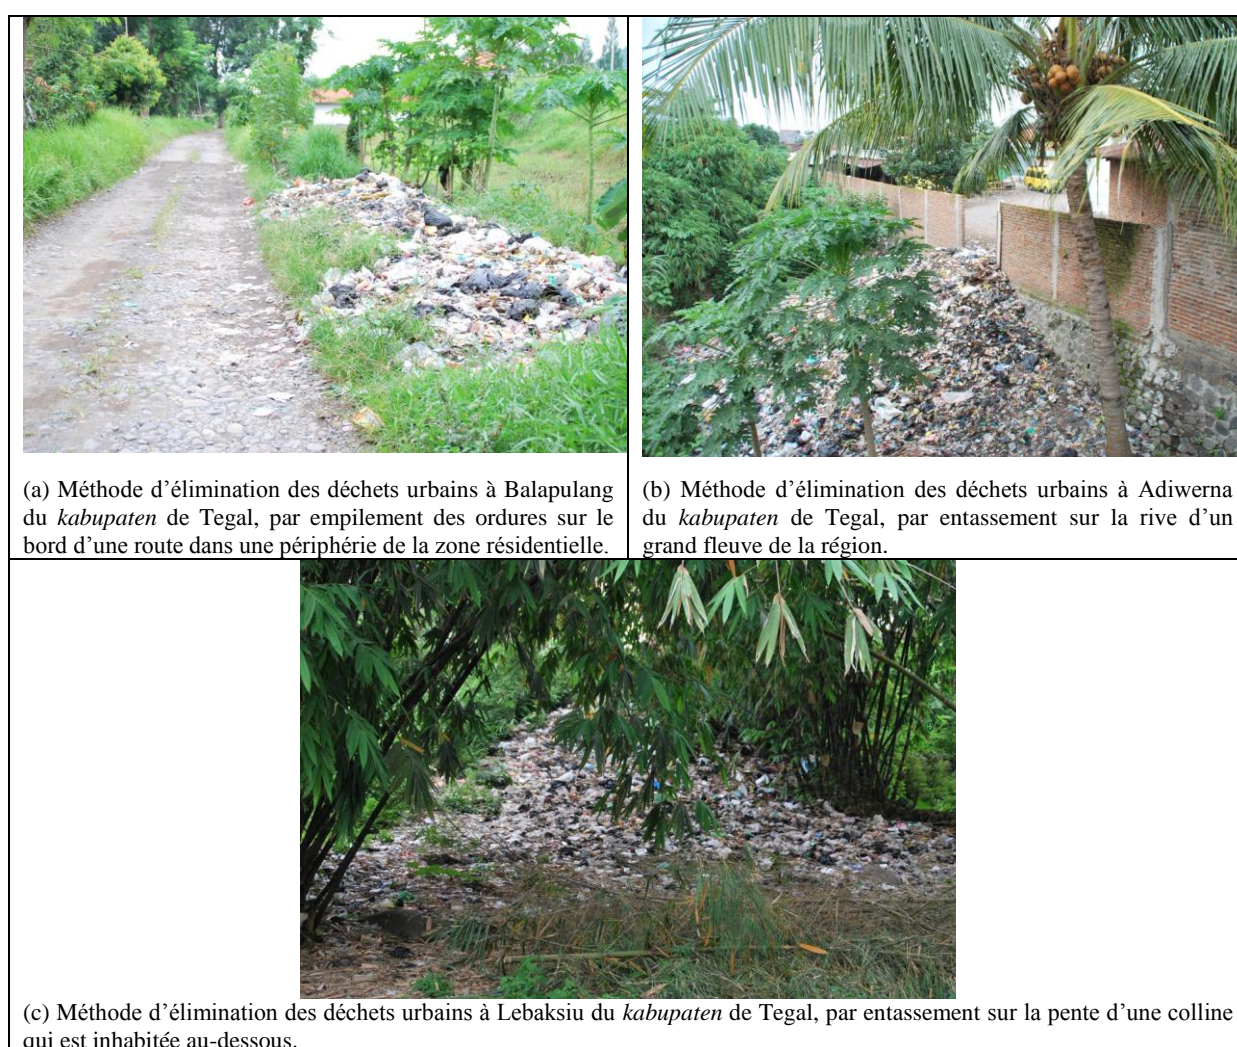 (a) Méthode d'élimination des déchets urbains à Balapulang
du kabupaten de Tegal, par empilement des ordures sur le
bord d'une route dans une périphérie de la zone résidentielle.
(b) Méthode d'élimination des déchets urbains à Adiwerna
du kabupaten de Tegal, par entassement sur la rive d'un
grand fleuve de la région.
(c) Méthode d'élimination des déchets urbains à Lebaksiu du kabupaten de Tegal, par entassement sur la pente d'une colline
qui est inhabitée au-dessous.